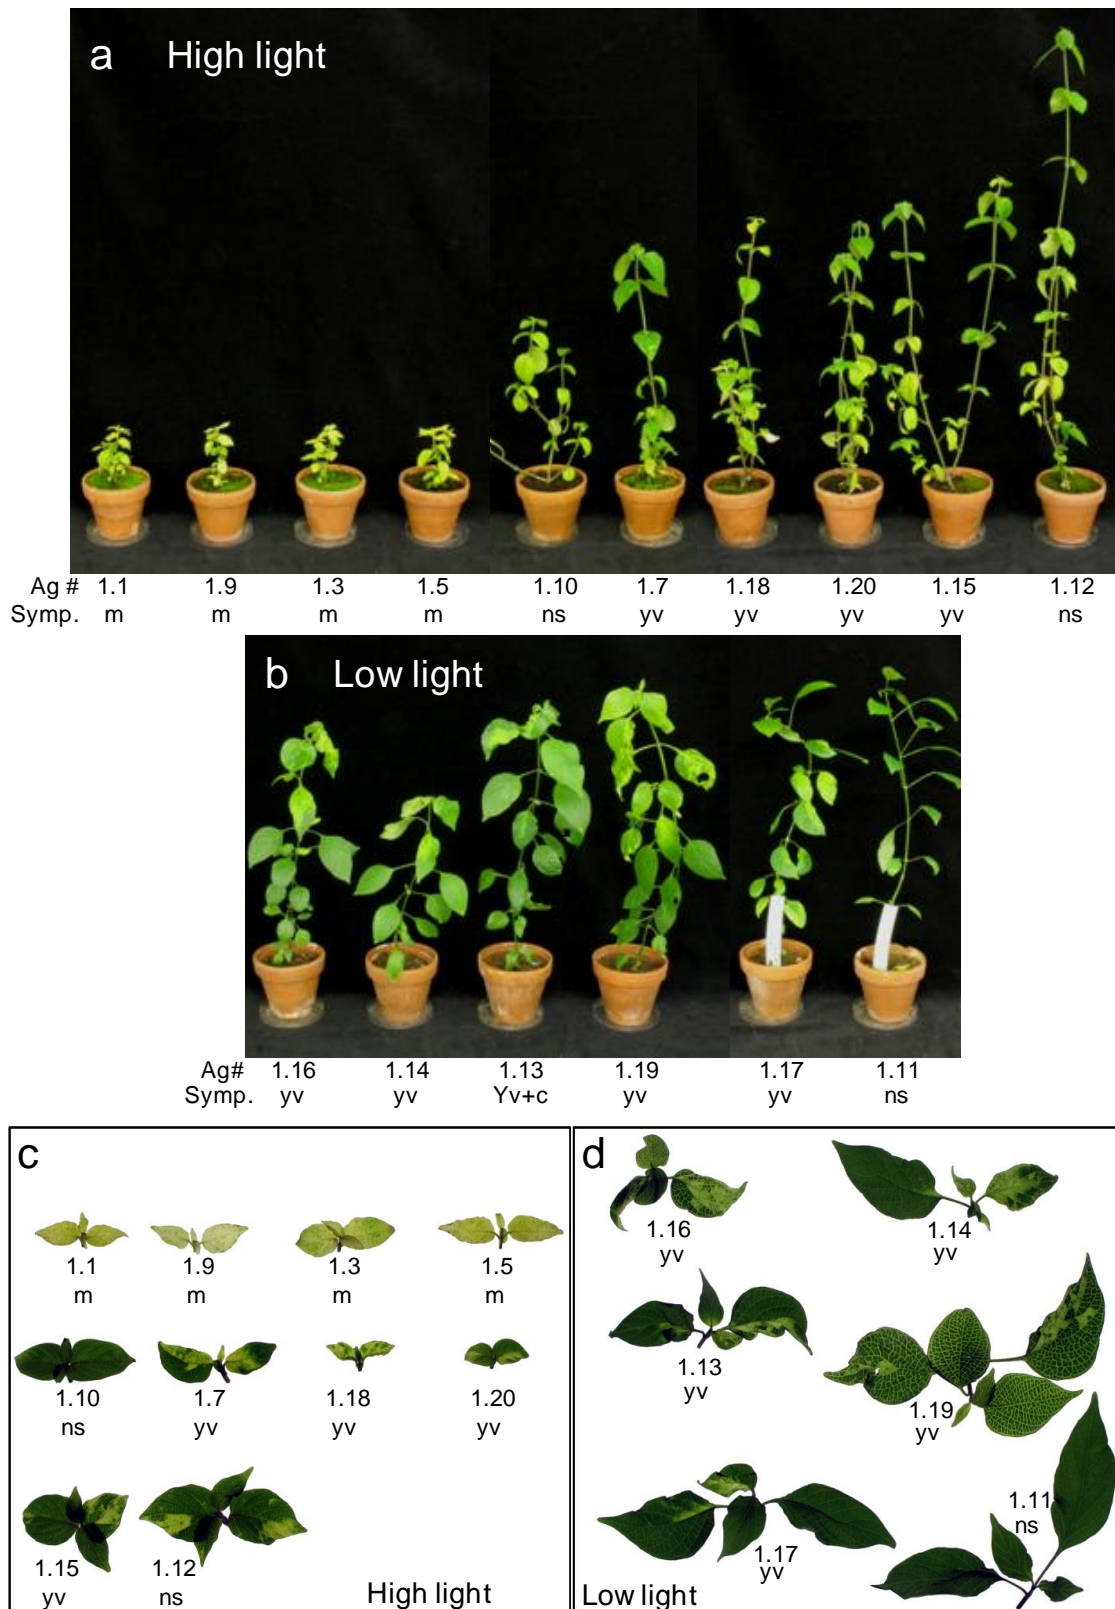 a High light
Ag # 1.1 1.9 1.3 1.5 1.10 1.7 1.18 1.20 1.15 1.12
Symp. m m m m ns yv yv yv yv ns
b Low light
Ag# 1.16 1.14 1.13 1.19 1.17 1.11
Symp. yv yv Yv+c yv yv ns
c
1.1 1.9 1.3 1.5
m m m m
1.10 1.7 1.18 1.20
ns yv yv yv
1.15 1.12
yv ns
High light
d
1.16 1.14
yv yv
1.13 1.19
yv yv
1.17 1.11
yv ns
Low light